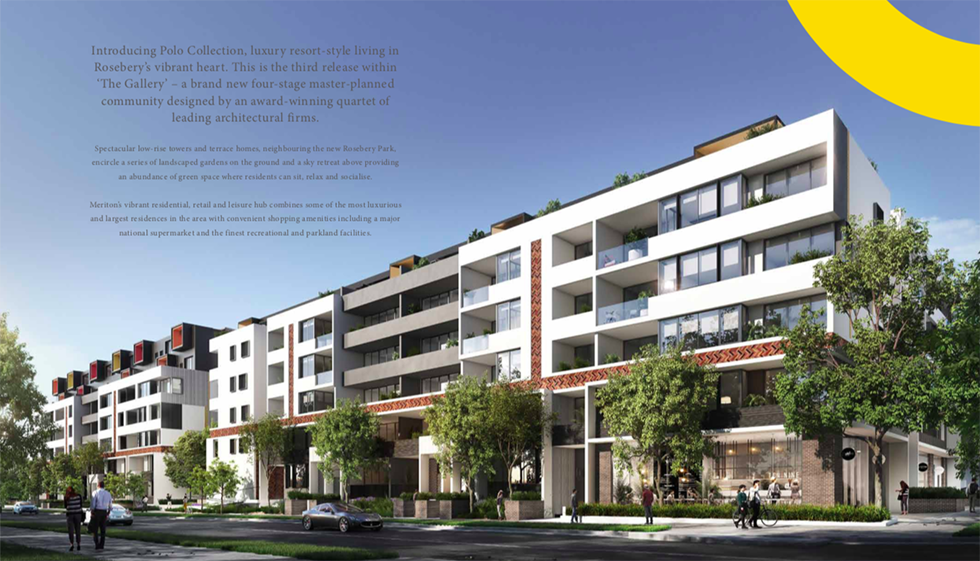 Introducing Polo Collection, luxury resort-style living in
Rosebery’s vibrant heart. This is the third release within
‘The Gallery’ – a brand new four-stage master-planned
community designed by an award-winning quartet of
leading architectural firms.
Spectacular low-rise towers and terrace homes, neighbouring the new Rosebery Park,
encircle a series of landscaped gardens on the ground and a sky retreat above providing
an abundance of green space where residents can sit, relax and socialise.
Meriton’s vibrant residential, retail and leisure hub combines some of the most luxurious
and largest residences in the area with convenient shopping amenities including a major
national supermarket and the finest recreational and parkland facilities.